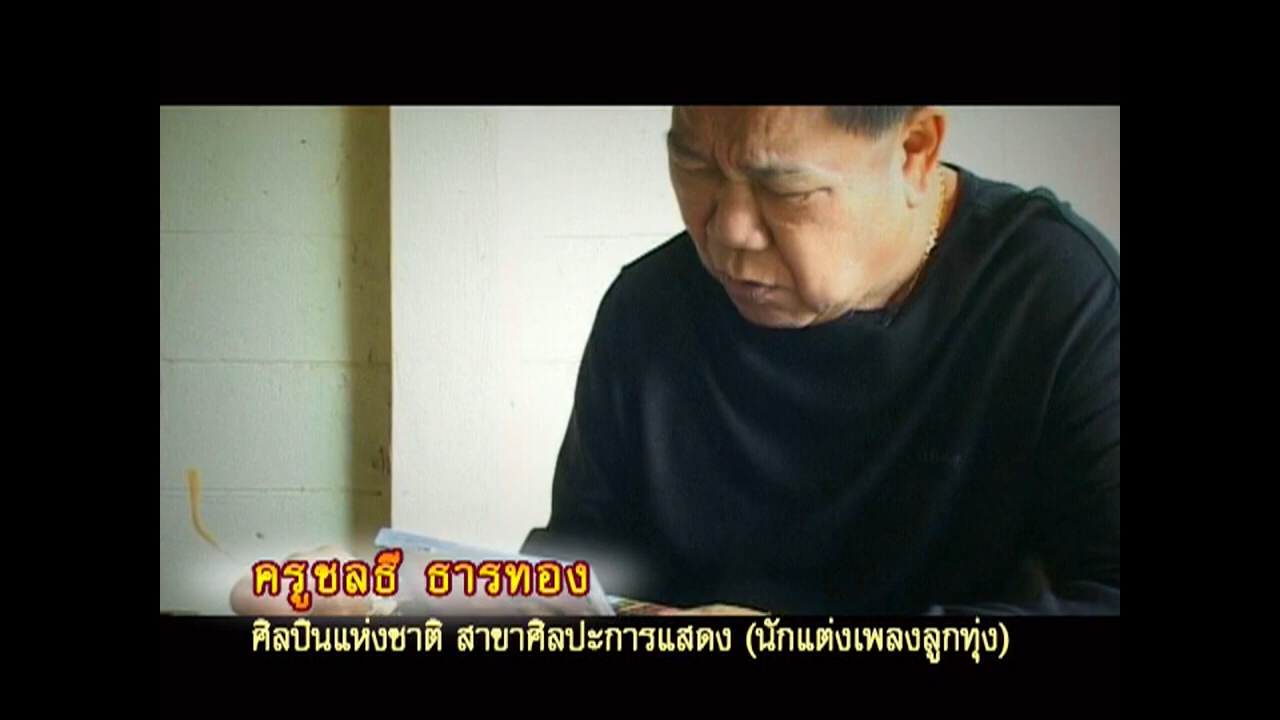 ครูชลธี ธารทอง
ศิลปินแห่งชาติ สาขาศิลปะการแสดง (นักแต่งเพลงลูกทุ่ง)